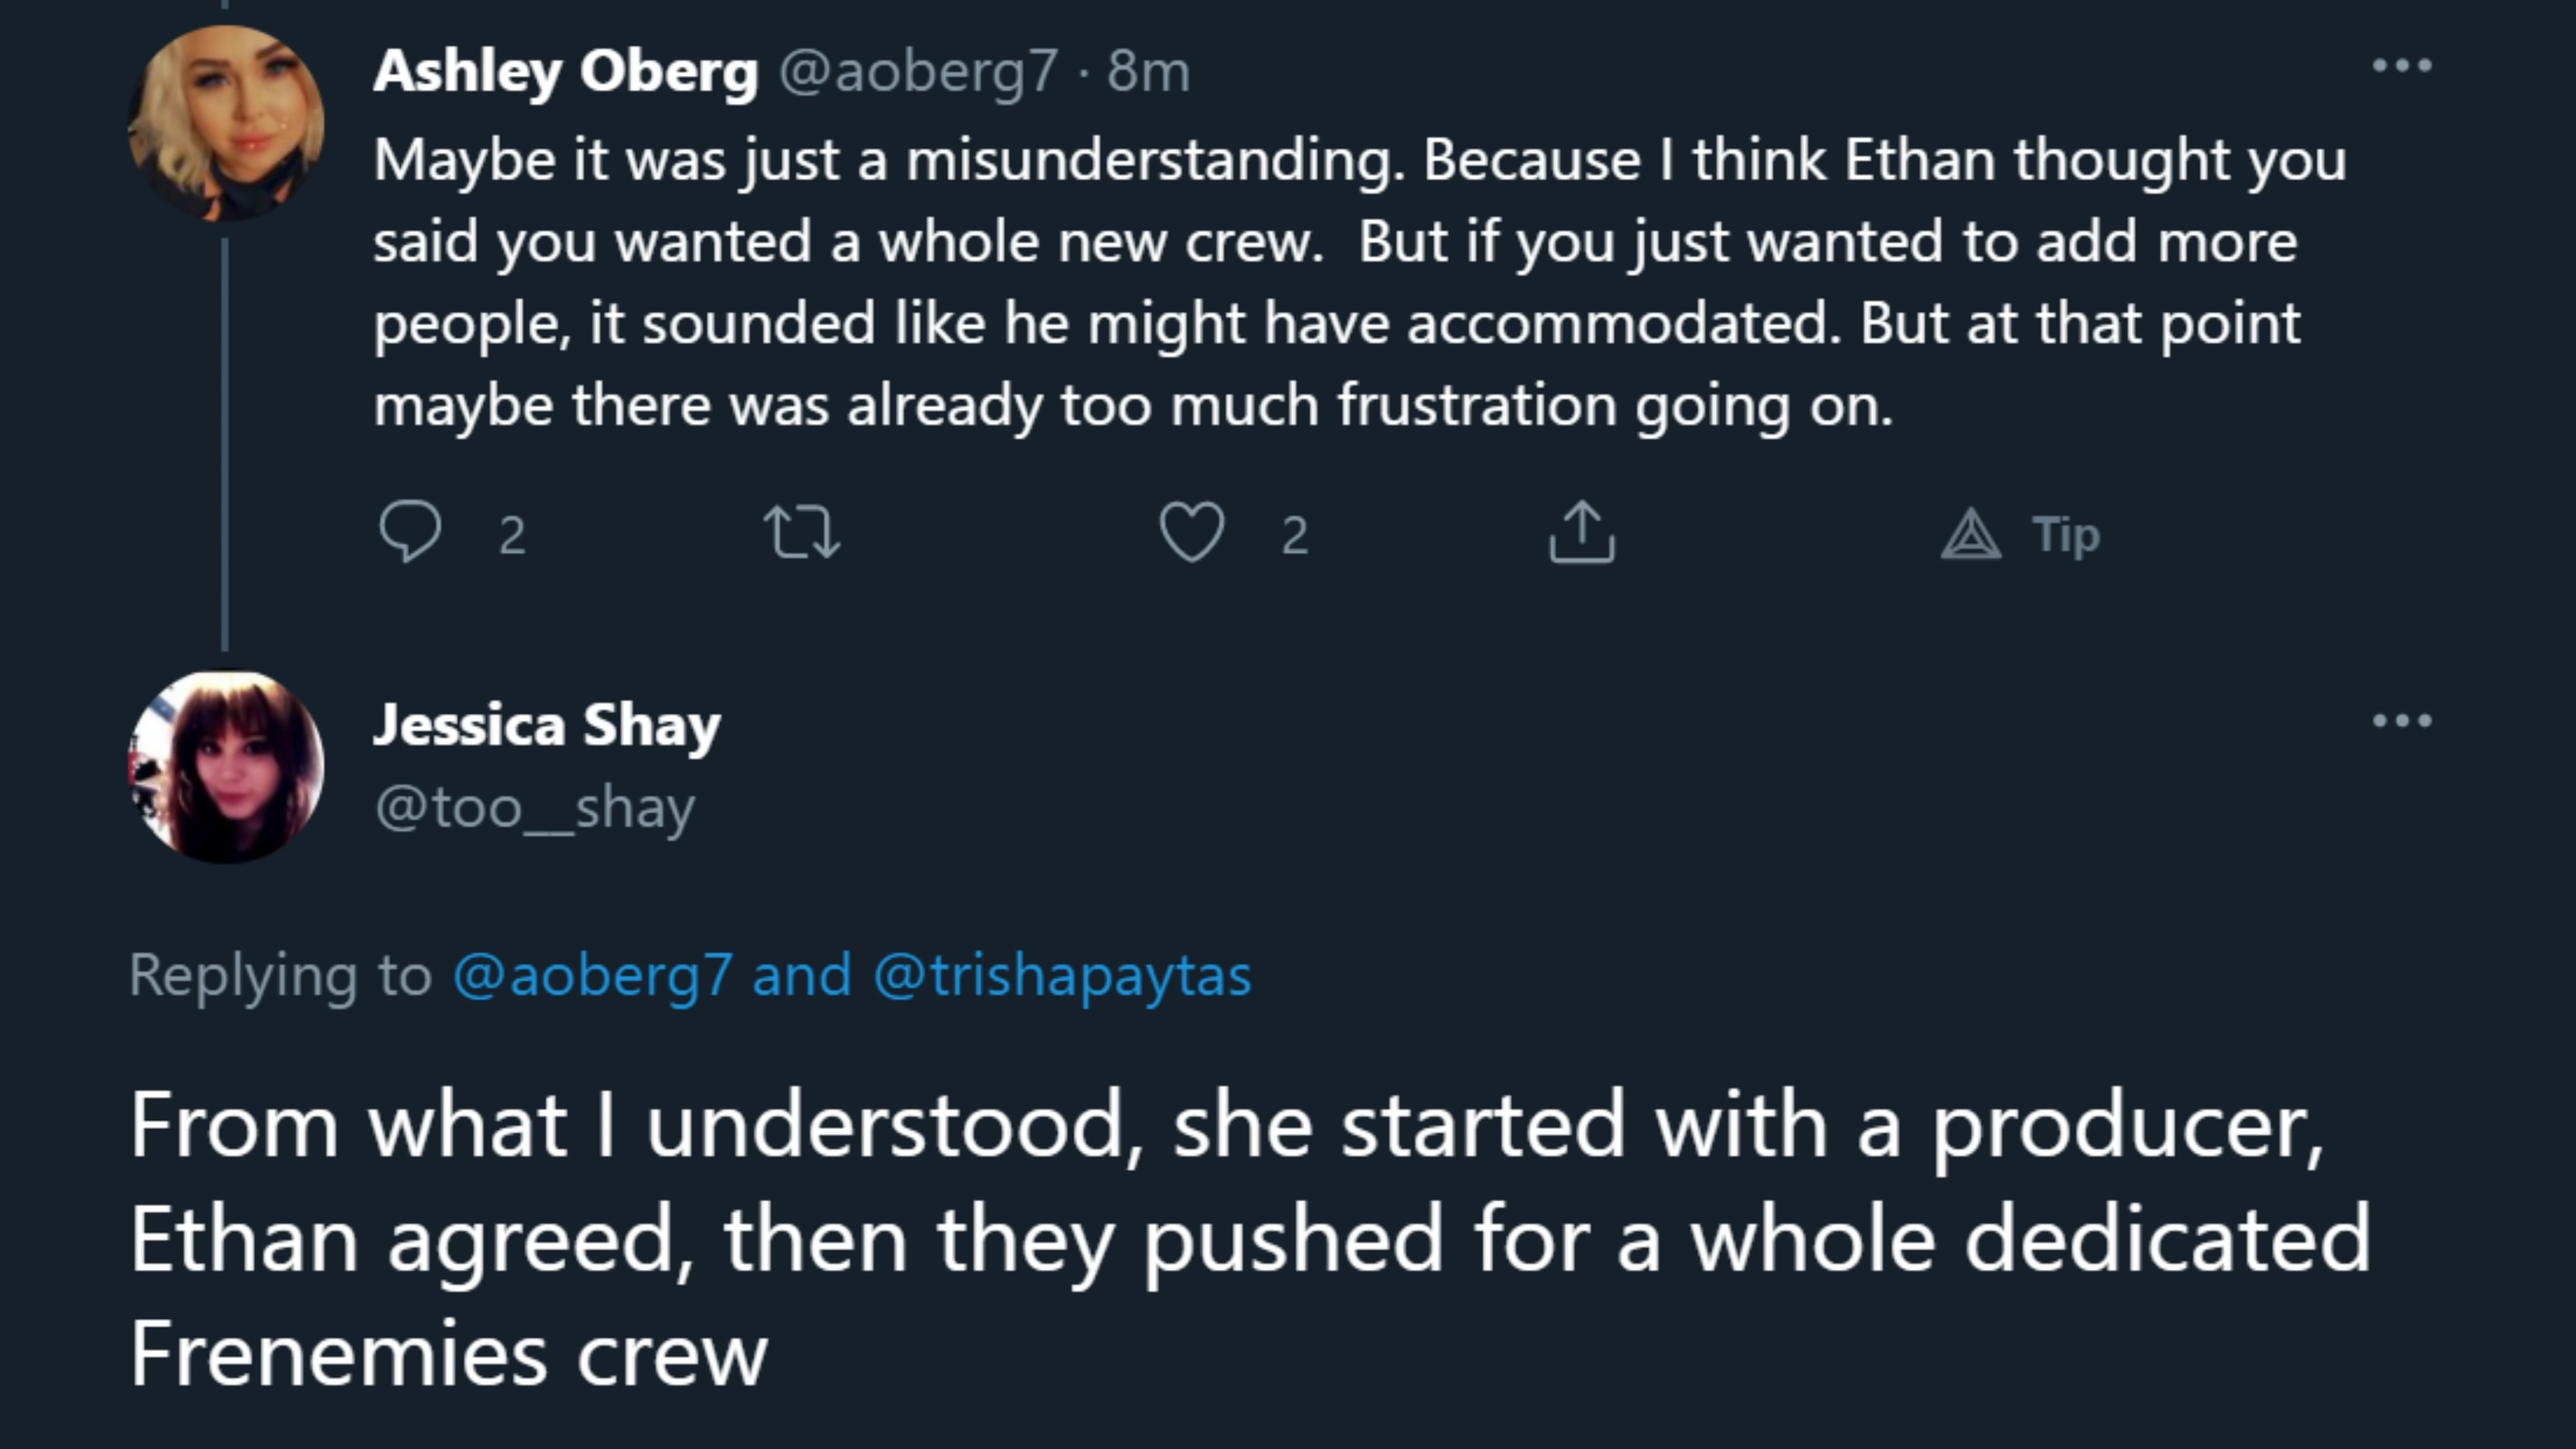 Ashley Oberg @aoberg7 · 8m
Maybe it was just a misunderstanding. Because I think Ethan thought you
said you wanted a whole new crew.  But if you just wanted to add more
people, it sounded like he might have accommodated. But at that point
maybe there was already too much frustration going on.
2 2 Tip
Jessica Shay
@too__shay
Replying to @aoberg7 and @trishapaytas
From what I understood, she started with a producer,
Ethan agreed, then they pushed for a whole dedicated
Frenemies crew